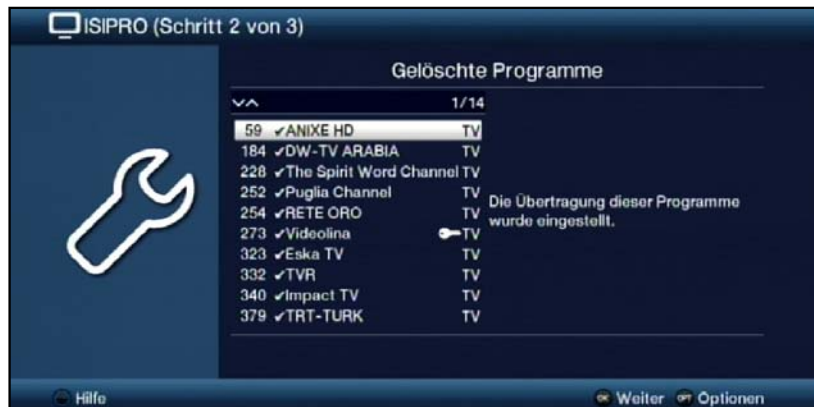 ISIPRO (Schritt 2 von 3)
Gelöschte Programme
1/14
59 ✔ANIXE HD TV
184 ✔DW-TV ARABIA TV
228 ✔The Spirit Word Channel TV
252 ✔Puglia Channel TV
254 ✔RETE ORO TV
273 ✔Videolina TV
323 ✔Eska TV TV
332 ✔TVR TV
340 ✔Impact TV TV
379 ✔TRT-TURK TV
Die Übertragung dieser Programme
wurde eingestellt.
Hilfe
OK Weiter OPT Optionen